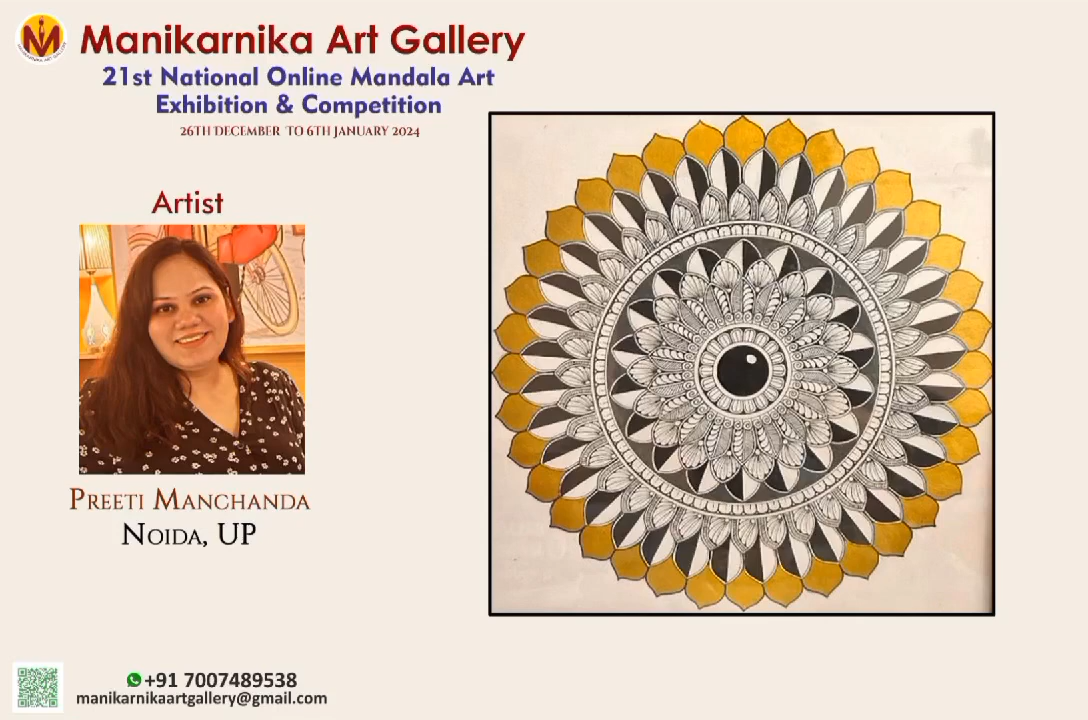 Manikarnika Art Gallery
21st National Online Mandala Art
Exhibition & Competition
26TH DECEMBER TO 6TH JANUARY 2024
Artist
PREETI MANCHANDA
NOIDA, UP
+91 7007489538
manikarnikaartgallery@gmail.com